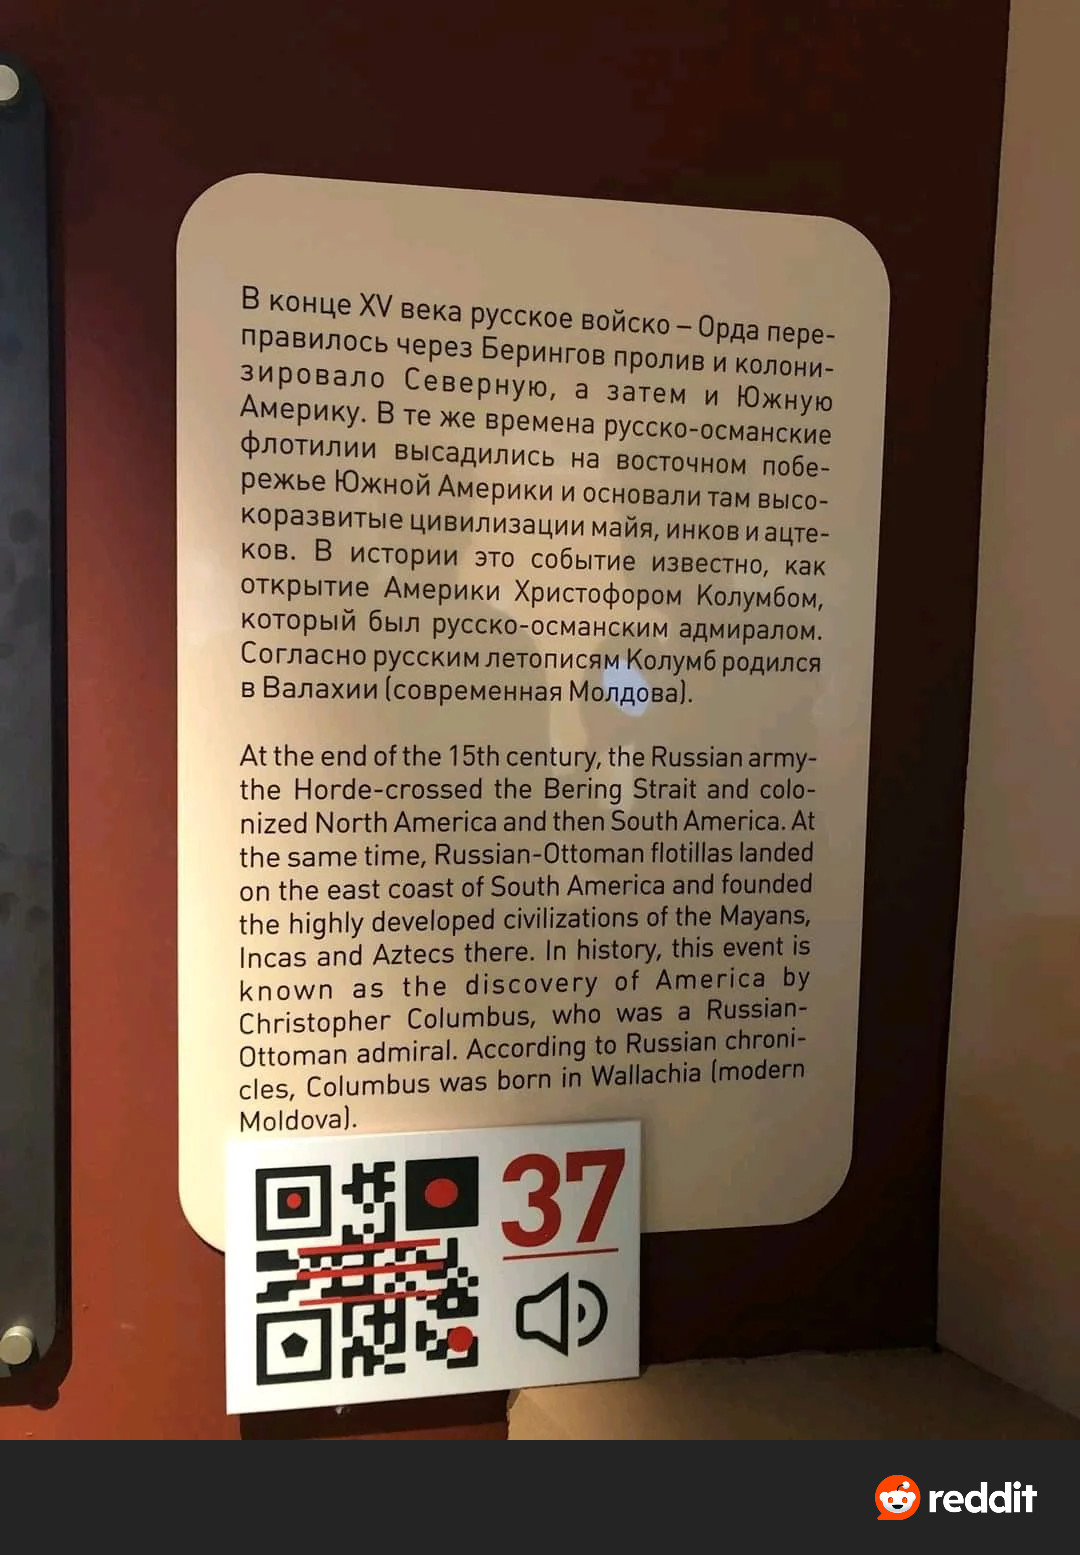 В конце XV века русское войско – Орда пере-
правилось через Берингов пролив и колони-
зировало Северную, а затем и Южную
Америку. В те же времена русско-османские
флотилии высадились на восточном побе-
режье Южной Америки и основали там высо-
коразвитые цивилизации майя, инков и ацте-
ков. В истории это событие известно, как
открытие Америки Христофором Колумбом,
который был русско-османским адмиралом.
Согласно русским летописям Колумб родился
в Валахии (современная Молдова).
At the end of the 15th century, the Russian army-
the Horde-crossed the Bering Strait and colo-
nized North America and then South America. At
the same time, Russian-Ottoman flotillas landed
on the east coast of South America and founded
the highly developed civilizations of the Mayans,
Incas and Aztecs there. In history, this event is
known as the discovery of America by
Christopher Columbus, who was a Russian-
Ottoman admiral. According to Russian chroni-
cles, Columbus was born in Wallachia (modern
Moldova).
37
reddit